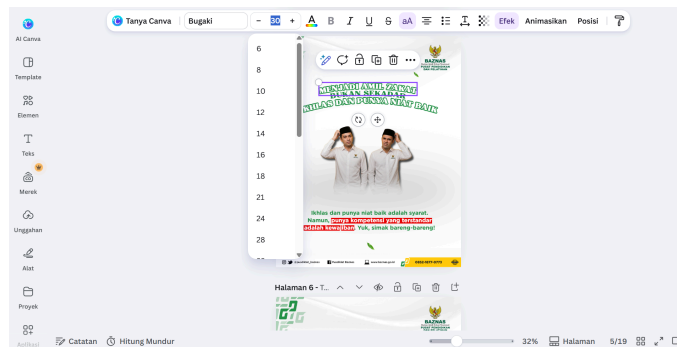 Tanya Canva
Bugaki
- 30 +
A B I U S aA
Efek
Animasikan
Posisi
AI Canva
Template
Elemen
Teks
Merek
Unggahan
Alat
Proyek
Aplikasi
6
8
10
12
14
16
18
21
24
28
BAZNAS
MENJADI AMIL ZAKAT
BUKAN SEKADAR
IKHLAS DAN PUNYA NIAT BAIK
Ikhlas dan punya niat baik adalah syarat.
Namun, punya kompetensi yang terstandar
adalah kewajiban. Yuk, simak bareng-bareng!
Halaman 6 - T...
BAZNAS
Catatan
Hitung Mundur
32%
Halaman
5/19